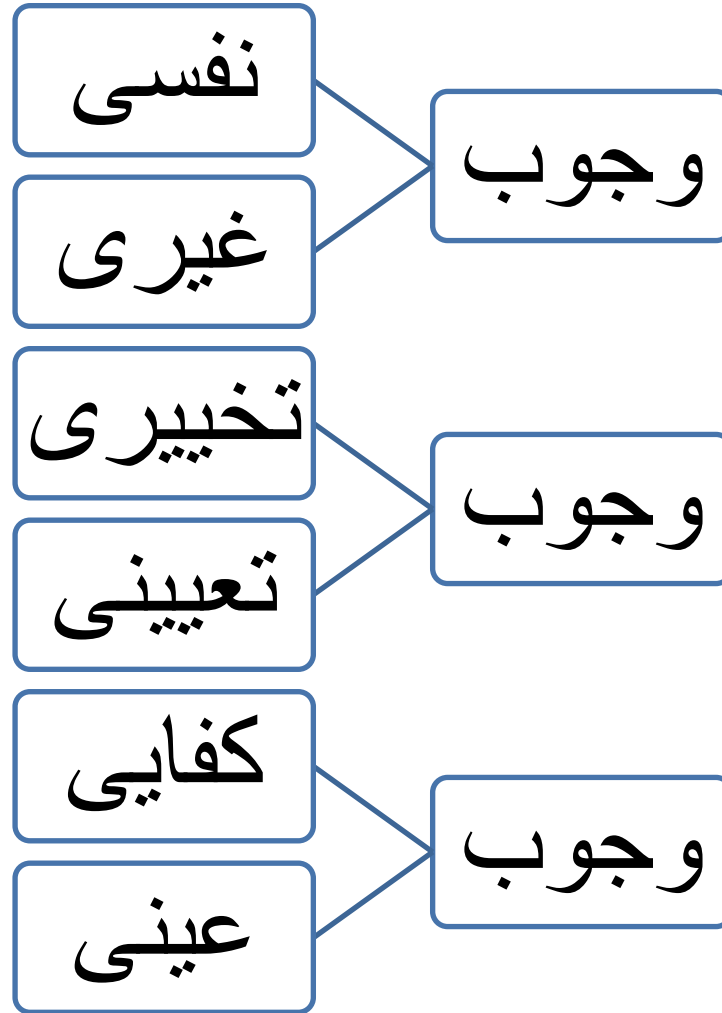 وجوب
نفسی
غیری
وجوب
تخییری
تعیینی
وجوب
کفایی
عینی